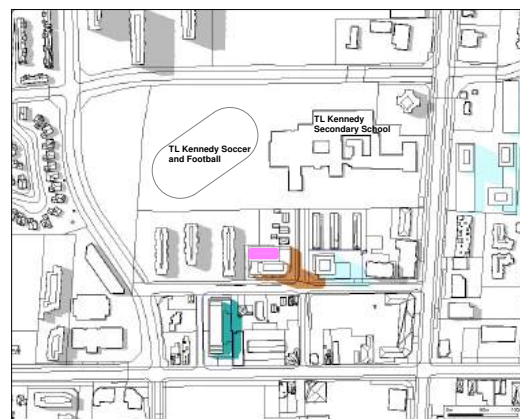 TL Kennedy
Secondary School
TL Kennedy Soccer
and Football